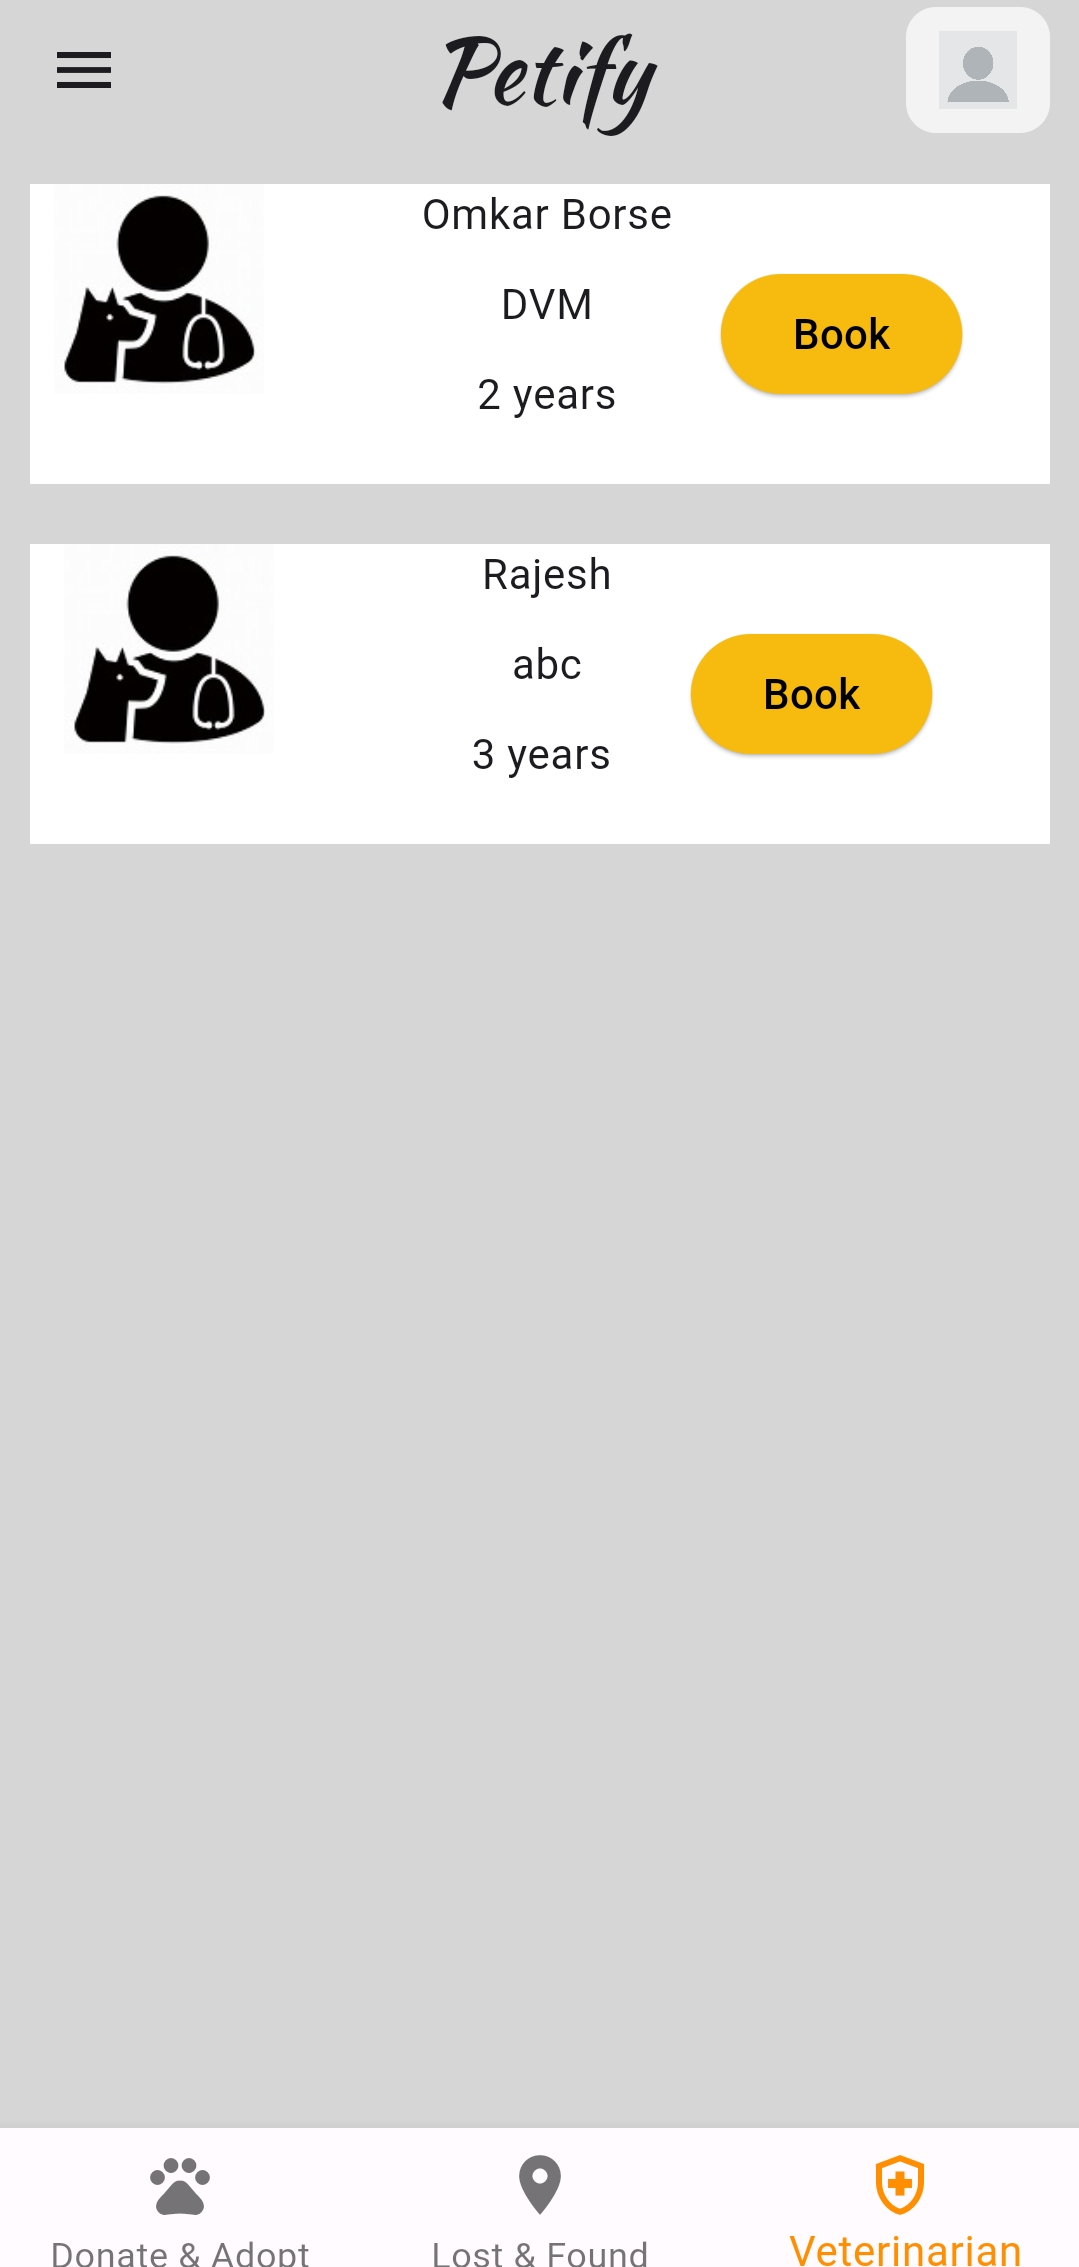 Petify
Omkar Borse
DVM
Book
2 years
Rajesh
abc
Book
3 years
Donate & Adopt
Lost & Found
Veterinarian